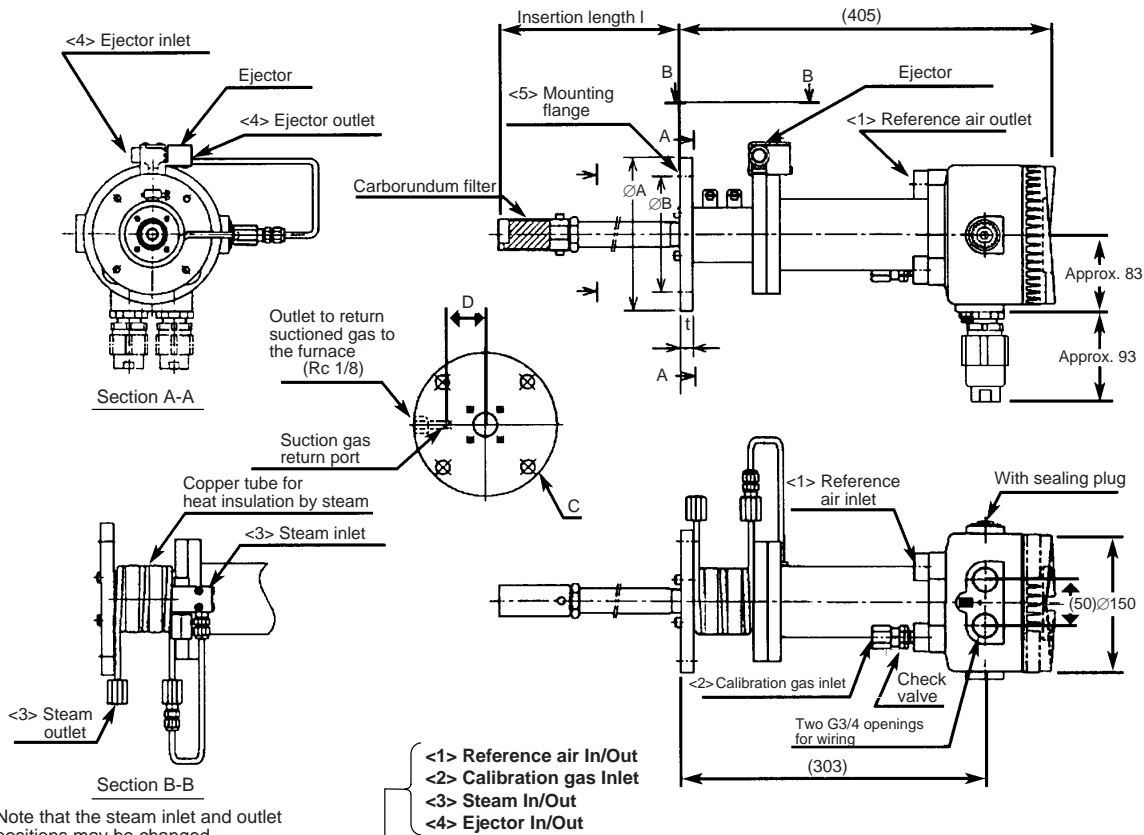 Insertion length l
(405)
<4> Ejector inlet
Ejector
<4> Ejector outlet
B
B
Ejector
<5> Mounting
flange
<1> Reference air outlet
A
Carborundum filter
ØA
ØB
Approx. 83
D
Outlet to return
suctioned gas to
the furnace
(Rc 1/8)
t
Approx. 93
A
Section A-A
Suction gas
return port
C
Copper tube for
heat insulation by steam
<3> Steam inlet
<1> Reference
air inlet
With sealing plug
(50)
Ø150
<2> Calibration gas inlet
Check
valve
<3> Steam
outlet
Two G3/4 openings
for wiring
(303)
Section B-B
<1> Reference air In/Out
<2> Calibration gas Inlet
<3> Steam In/Out
<4> Ejector In/Out
Note that the steam inlet and outlet
positions may be changed